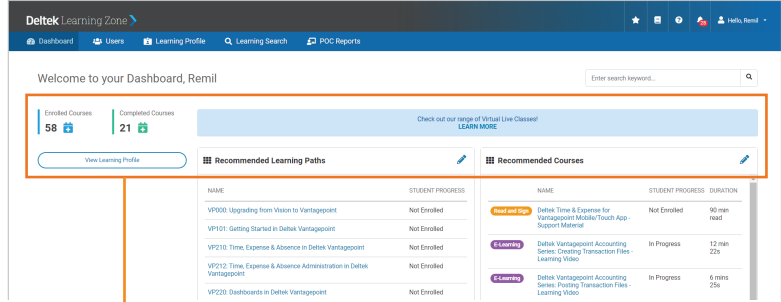 Deltek Learning Zone
28
Hello, Remil
Dashboard Users Learning Profile Learning Search POC Reports
Welcome to your Dashboard, Remil
Enter search keyword...
Enrolled Courses Completed Courses
58 21
Check out our range of Virtual Live Classes!
LEARN MORE
View Learning Profile
Recommended Learning Paths
NAME STUDENT PROGRESS
VP000: Upgrading from Vision to Vantagepoint Not Enrolled
VP101: Getting Started in Deltek Vantagepoint Not Enrolled
VP210: Time, Expense & Absence in Deltek Vantagepoint Not Enrolled
VP212: Time, Expense & Absence Administration in Deltek Not Enrolled
Vantagepoint
VP220: Dashboards in Deltek Vantagepoint Not Enrolled
Recommended Courses
NAME STUDENT PROGRESS DURATION
Read and Sign Deltek Time & Expense for Not Enrolled 90 min
Vantagepoint Mobile/Touch App - read
Support Material
E-Learning Deltek Vantagepoint Accounting In Progress 12 min
Series: Creating Transaction Files - 22s
Learning Video
E-Learning Deltek Vantagepoint Accounting In Progress 6 mins
Series: Posting Transaction Files - 25s
Learning Video